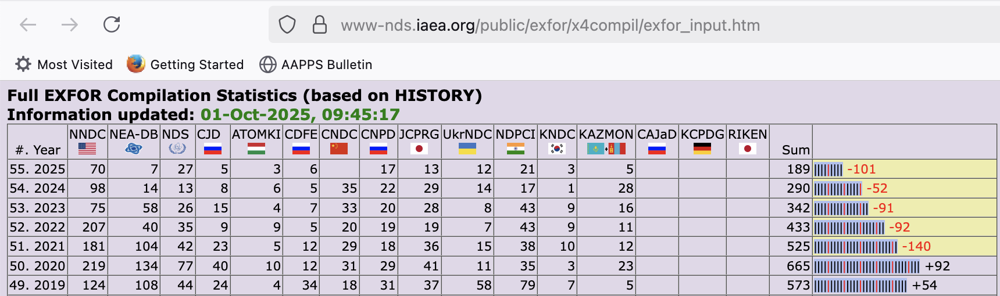 www-nds.iaea.org/public/exfor/x4compil/exfor_input.htm
Most Visited Getting Started AAPPS Bulletin
Full EXFOR Compilation Statistics (based on HISTORY)
Information updated: 01-Oct-2025, 09:45:17
#. Year NNDC NEA-DB NDS CJD ATOMKI CDFE CNDC CNPD JCPRG UkrNDC NDPCI KNDC KAZMON CAJaD KCPDG RIKEN Sum
55. 2025 70 7 27 5 3 6 17 13 12 21 3 5 189 -101
54. 2024 98 14 13 8 6 5 35 22 29 14 17 1 28 290 -52
53. 2023 75 58 26 15 4 7 33 20 28 8 43 9 16 342 -91
52. 2022 207 40 35 9 9 5 20 19 19 7 43 9 11 433 -92
51. 2021 181 104 42 23 5 12 29 18 36 15 38 10 12 525 -140
50. 2020 219 134 77 40 10 12 31 29 41 11 35 3 23 665 +92
49. 2019 124 108 44 24 4 34 18 31 37 58 79 7 5 573 +54